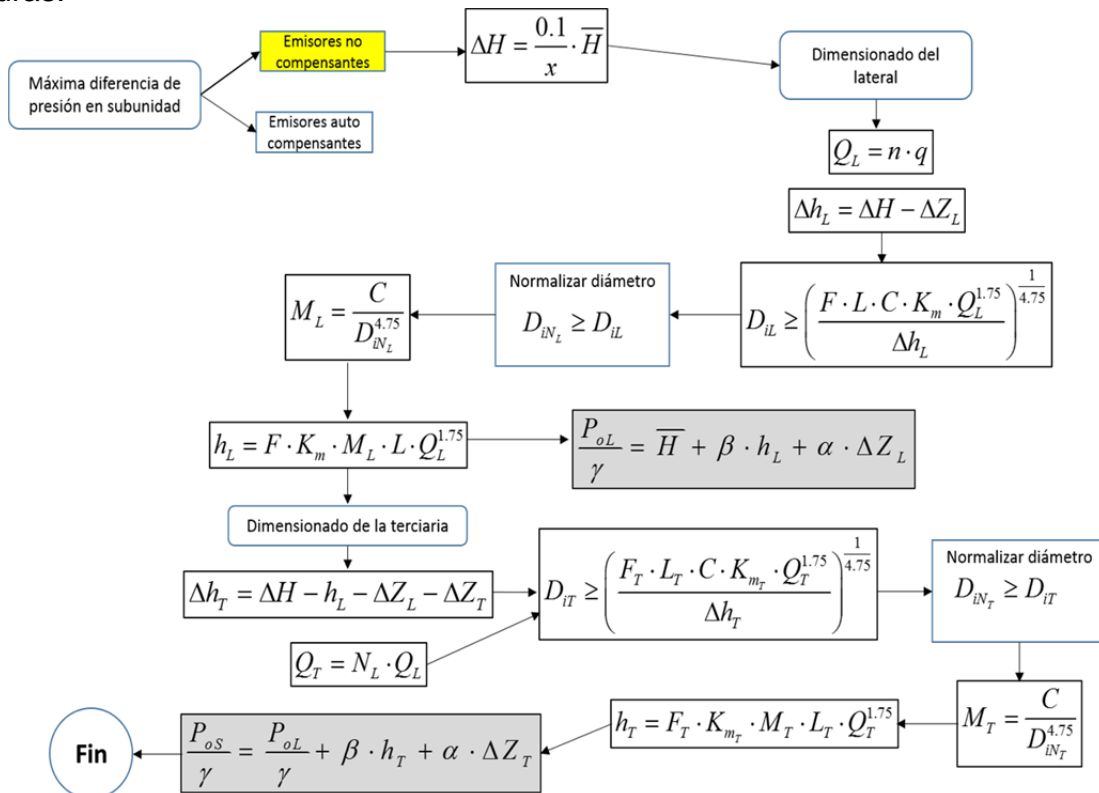 Máxima diferencia de
presión en subunidad
Emisores no
compensantes
Emisores auto
compensantes
ΔH = 0.1/x · H̅
Dimensionado del
lateral
Q_L = n · q
Δh_L = ΔH − ΔZ_L
D_iL ≥ (F · L · C · K_m · Q_L^1.75 / Δh_L)^(1/4.75)
Normalizar diámetro
D_iN_L ≥ D_iL
M_L = C / D_iN_L^4.75
h_L = F · K_m · M_L · L · Q_L^1.75
P_oL/γ = H̅ + β · h_L + α · ΔZ_L
Dimensionado de la terciaria
Δh_T = ΔH − h_L − ΔZ_L − ΔZ_T
Q_T = N_L · Q_L
D_iT ≥ (F_T · L_T · C · K_m_T · Q_T^1.75 / Δh_T)^(1/4.75)
Normalizar diámetro
D_iN_T ≥ D_iT
M_T = C / D_iN_T^4.75
h_T = F_T · K_m_T · M_T · L_T · Q_T^1.75
P_oS/γ = P_oL/γ + β · h_T + α · ΔZ_T
Fin